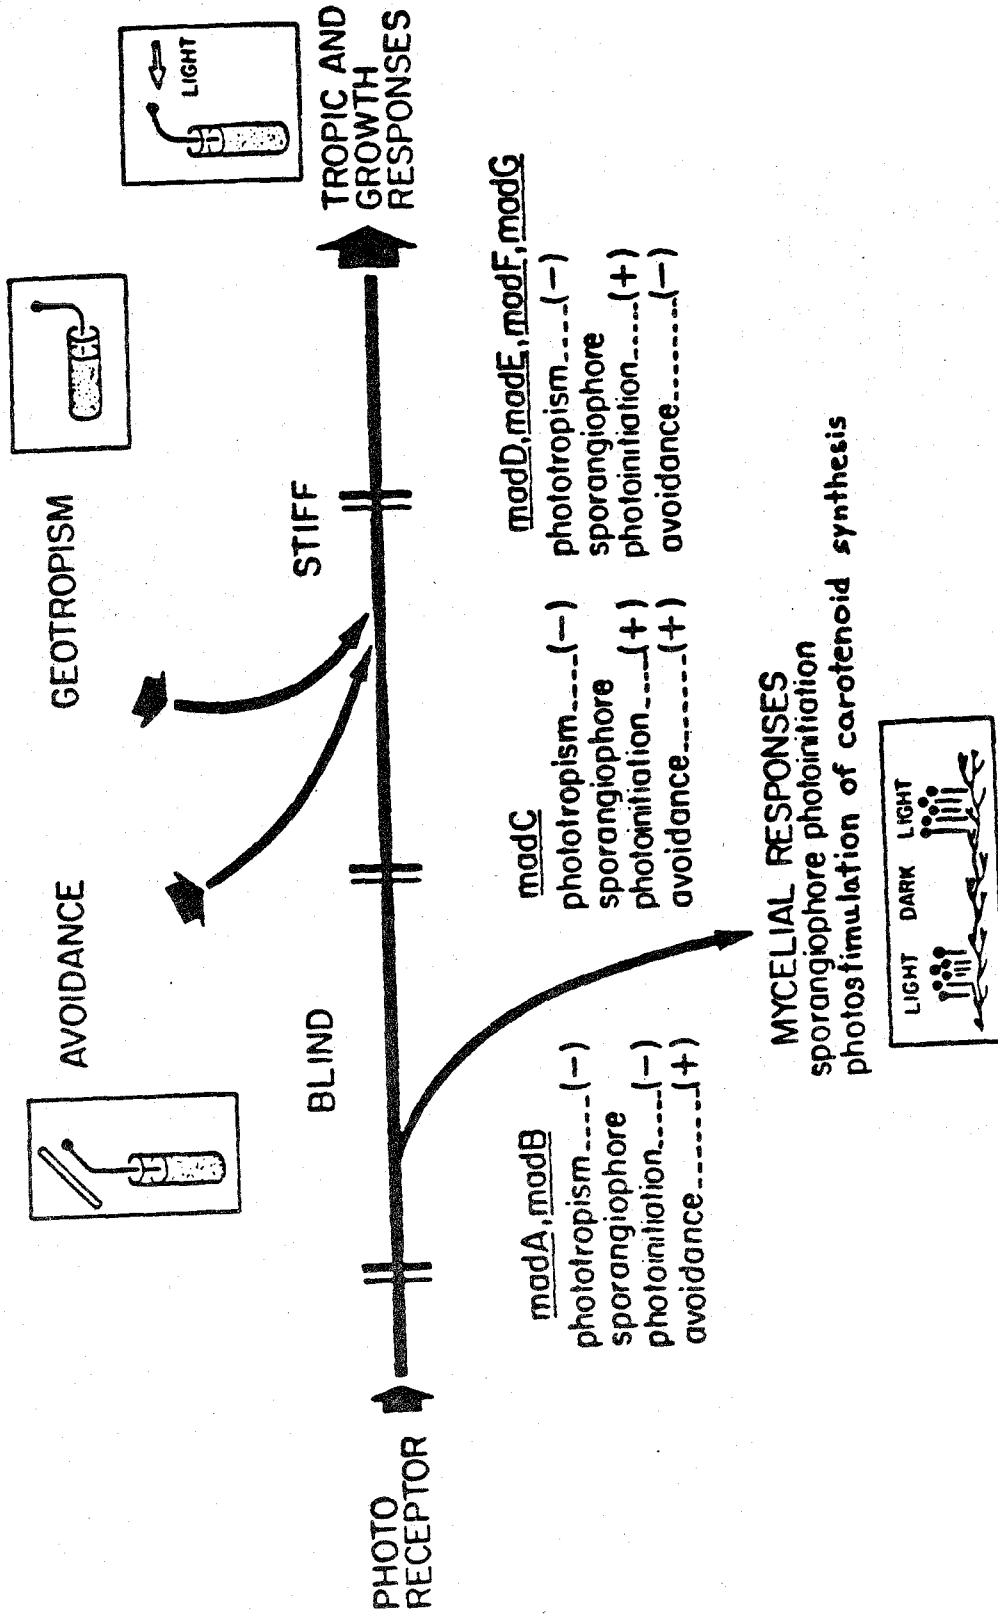 AVOIDANCE
GEOTROPISM
LIGHT
PHOTO
RECEPTOR
BLIND
STIFF
TROPIC AND
GROWTH
RESPONSES
madA, madB
phototropism....(-)
sporangiophore
photoinitiation.....(-)
avoidance........(+)
madC
phototropism....(-)
sporangiophore
photoinitiation....(+)
avoidance.......(+)
madD, madE, madF, madG
phototropism....(-)
sporangiophore
photoinitiation.....(+)
avoidance........(-)
MYCELIAL RESPONSES
sporangiophore photoinitiation
photostimulation of carotenoid synthesis
LIGHT DARK LIGHT